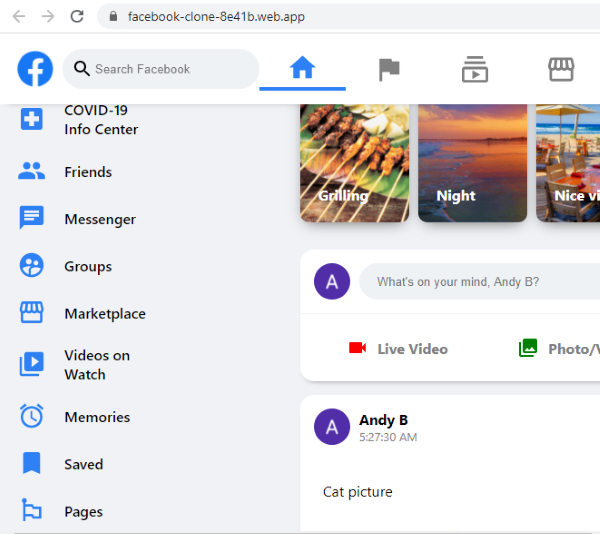 facebook-clone-8e41b.web.app
Search Facebook
COVID-19
Info Center
Friends
Messenger
Groups
Marketplace
Videos on
Watch
Memories
Saved
Pages
Grilling
Night
Nice vi
A
What's on your mind, Andy B?
Live Video
Photo/V
A
Andy B
5:27:30 AM
Cat picture